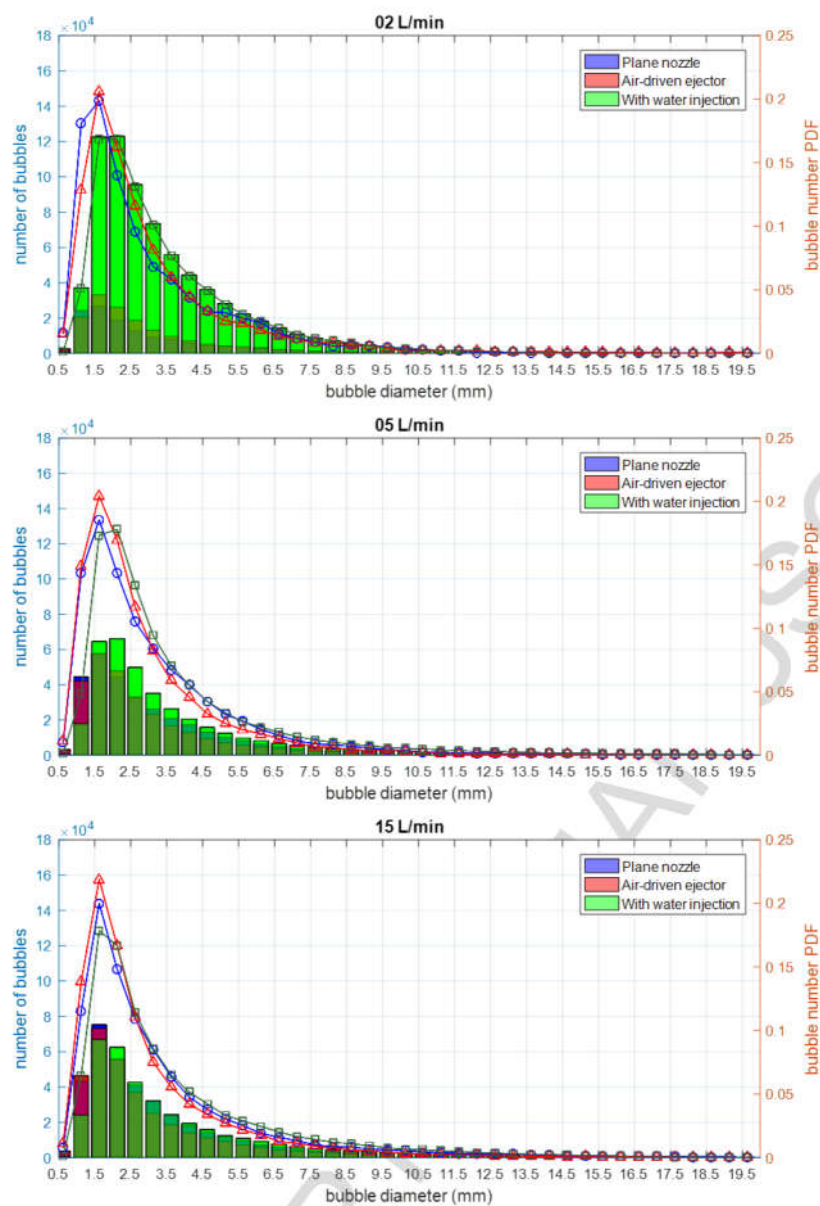 02 L/min
× 10⁴
18
16
14
12
10
8
6
4
2
0
number of bubbles
0.25
0.2
0.15
0.1
0.05
0
bubble number PDF
Plane nozzle
Air-driven ejector
With water injection
0.5 1.5 2.5 3.5 4.5 5.5 6.5 7.5 8.5 9.5 10.5 11.5 12.5 13.5 14.5 15.5 16.5 17.5 18.5 19.5
bubble diameter (mm)
05 L/min
× 10⁴
18
16
14
12
10
8
6
4
2
0
number of bubbles
0.25
0.2
0.15
0.1
0.05
0
bubble number PDF
Plane nozzle
Air-driven ejector
With water injection
0.5 1.5 2.5 3.5 4.5 5.5 6.5 7.5 8.5 9.5 10.5 11.5 12.5 13.5 14.5 15.5 16.5 17.5 18.5 19.5
bubble diameter (mm)
15 L/min
× 10⁴
18
16
14
12
10
8
6
4
2
0
number of bubbles
0.25
0.2
0.15
0.1
0.05
0
bubble number PDF
Plane nozzle
Air-driven ejector
With water injection
0.5 1.5 2.5 3.5 4.5 5.5 6.5 7.5 8.5 9.5 10.5 11.5 12.5 13.5 14.5 15.5 16.5 17.5 18.5 19.5
bubble diameter (mm)